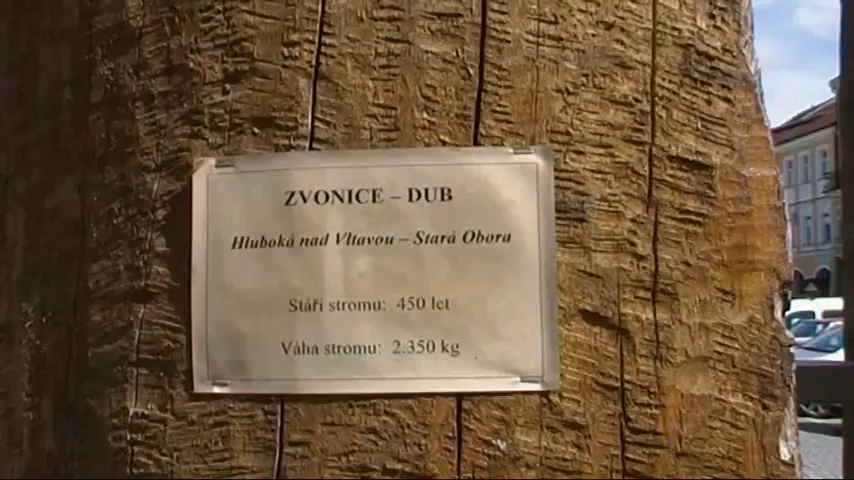 ZVONICE – DUB
Hluboká nad Vltavou – Stará Obora
Stáří stromu: 450 let
Váha stromu: 2.350 kg